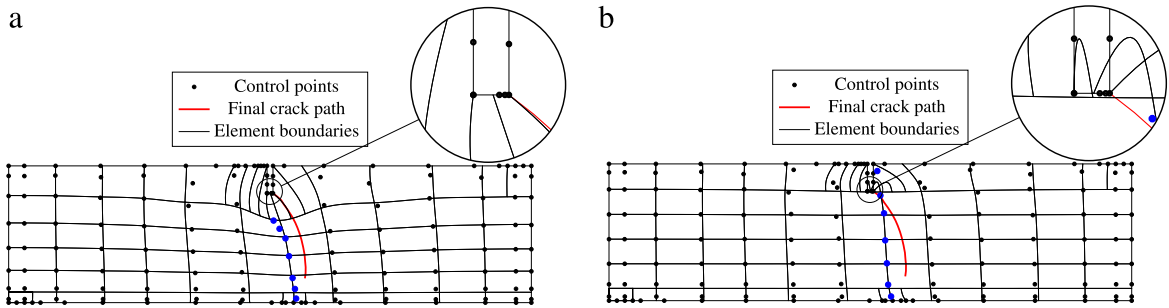 a
Control points
Final crack path
Element boundaries
b
Control points
Final crack path
Element boundaries